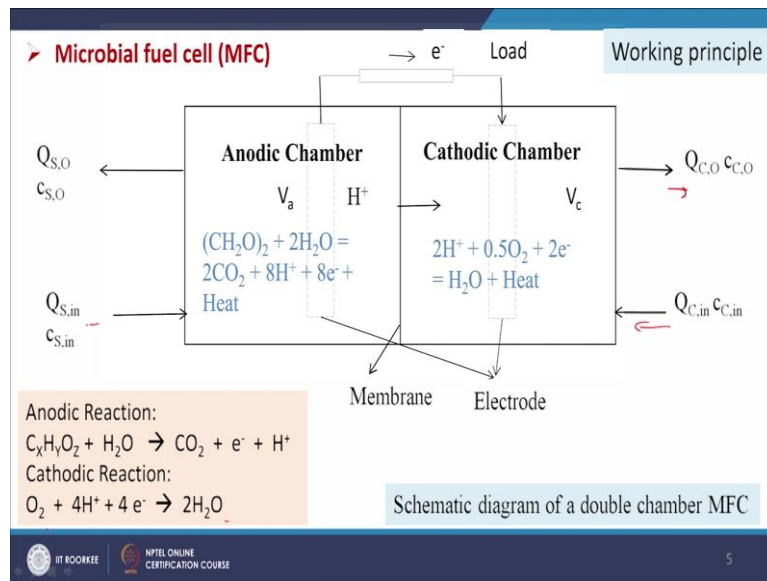 ➢ Microbial fuel cell (MFC)
Working principle
e⁻ Load
Q_S,O
c_S,O
Anodic Chamber
V_a H⁺
(CH₂O)₂ + 2H₂O =
2CO₂ + 8H⁺ + 8e⁻ +
Heat
Cathodic Chamber
V_c
2H⁺ + 0.5O₂ + 2e⁻
= H₂O + Heat
Q_C,O c_C,O
Q_S,in
c_S,in
Q_C,in c_C,in
Membrane
Electrode
Anodic Reaction:
C_XH_YO_Z + H₂O → CO₂ + e⁻ + H⁺
Cathodic Reaction:
O₂ + 4H⁺ + 4 e⁻ → 2H₂O
Schematic diagram of a double chamber MFC
IIT ROORKEE
NPTEL ONLINE
CERTIFICATION COURSE
5